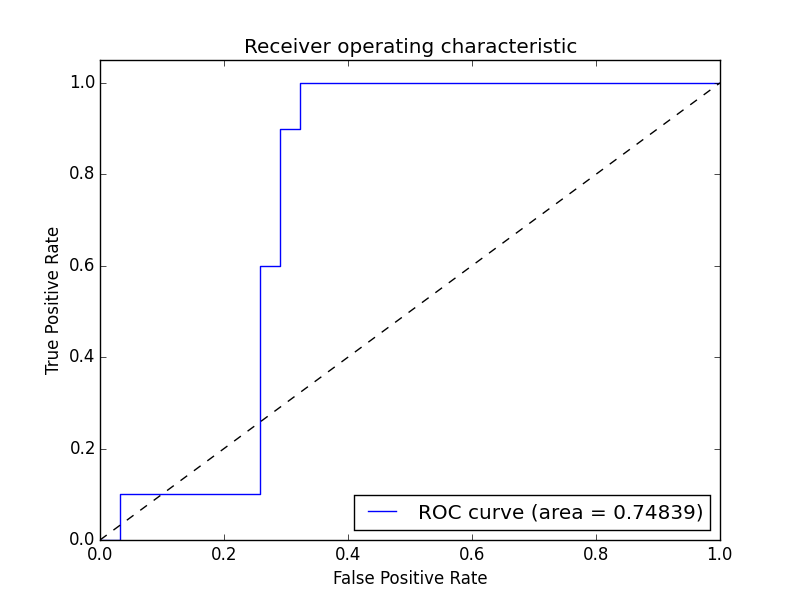 Receiver operating characteristic
1.0
0.8
0.6
0.4
0.2
0.0
True Positive Rate
ROC curve (area = 0.74839)
0.0 0.2 0.4 0.6 0.8 1.0
False Positive Rate